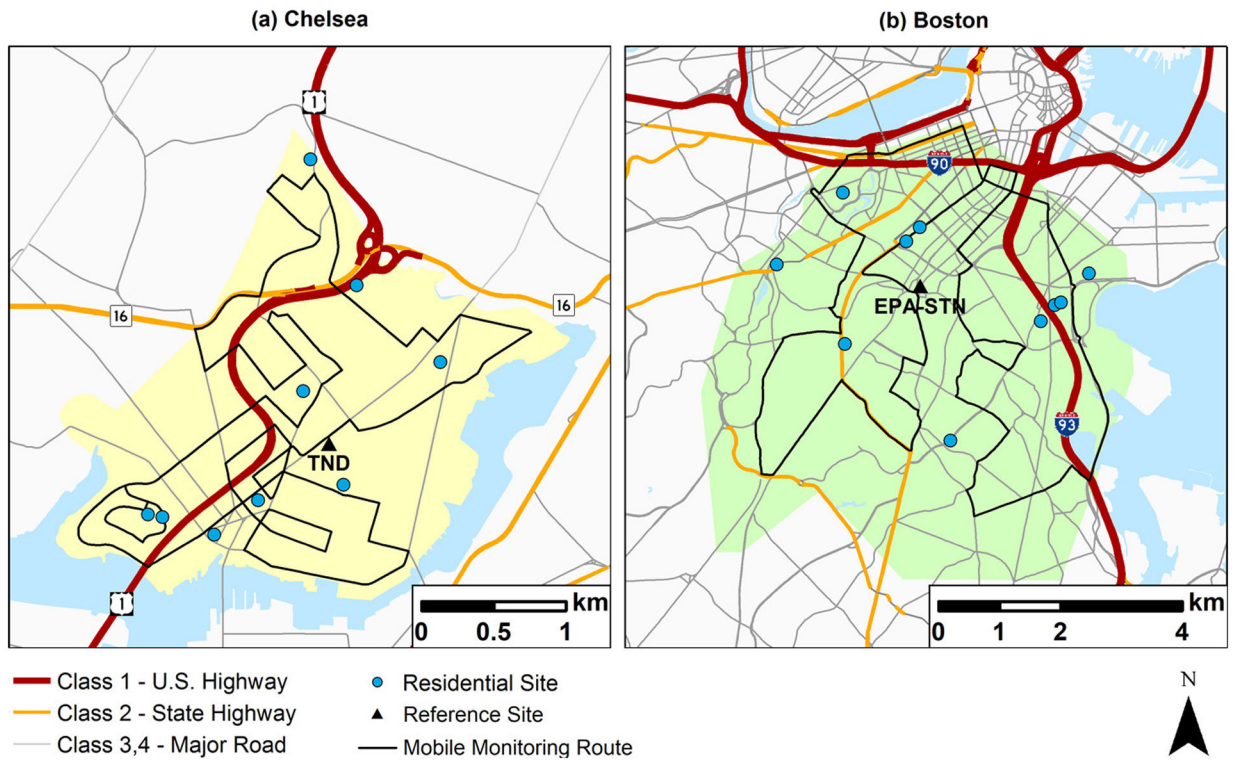 (a) Chelsea
(b) Boston
1
16
16
TND
1
km
0 0.5 1
90
EPA-STN
93
km
0 1 2 4
Class 1 - U.S. Highway
Class 2 - State Highway
Class 3,4 - Major Road
Residential Site
Reference Site
Mobile Monitoring Route
N